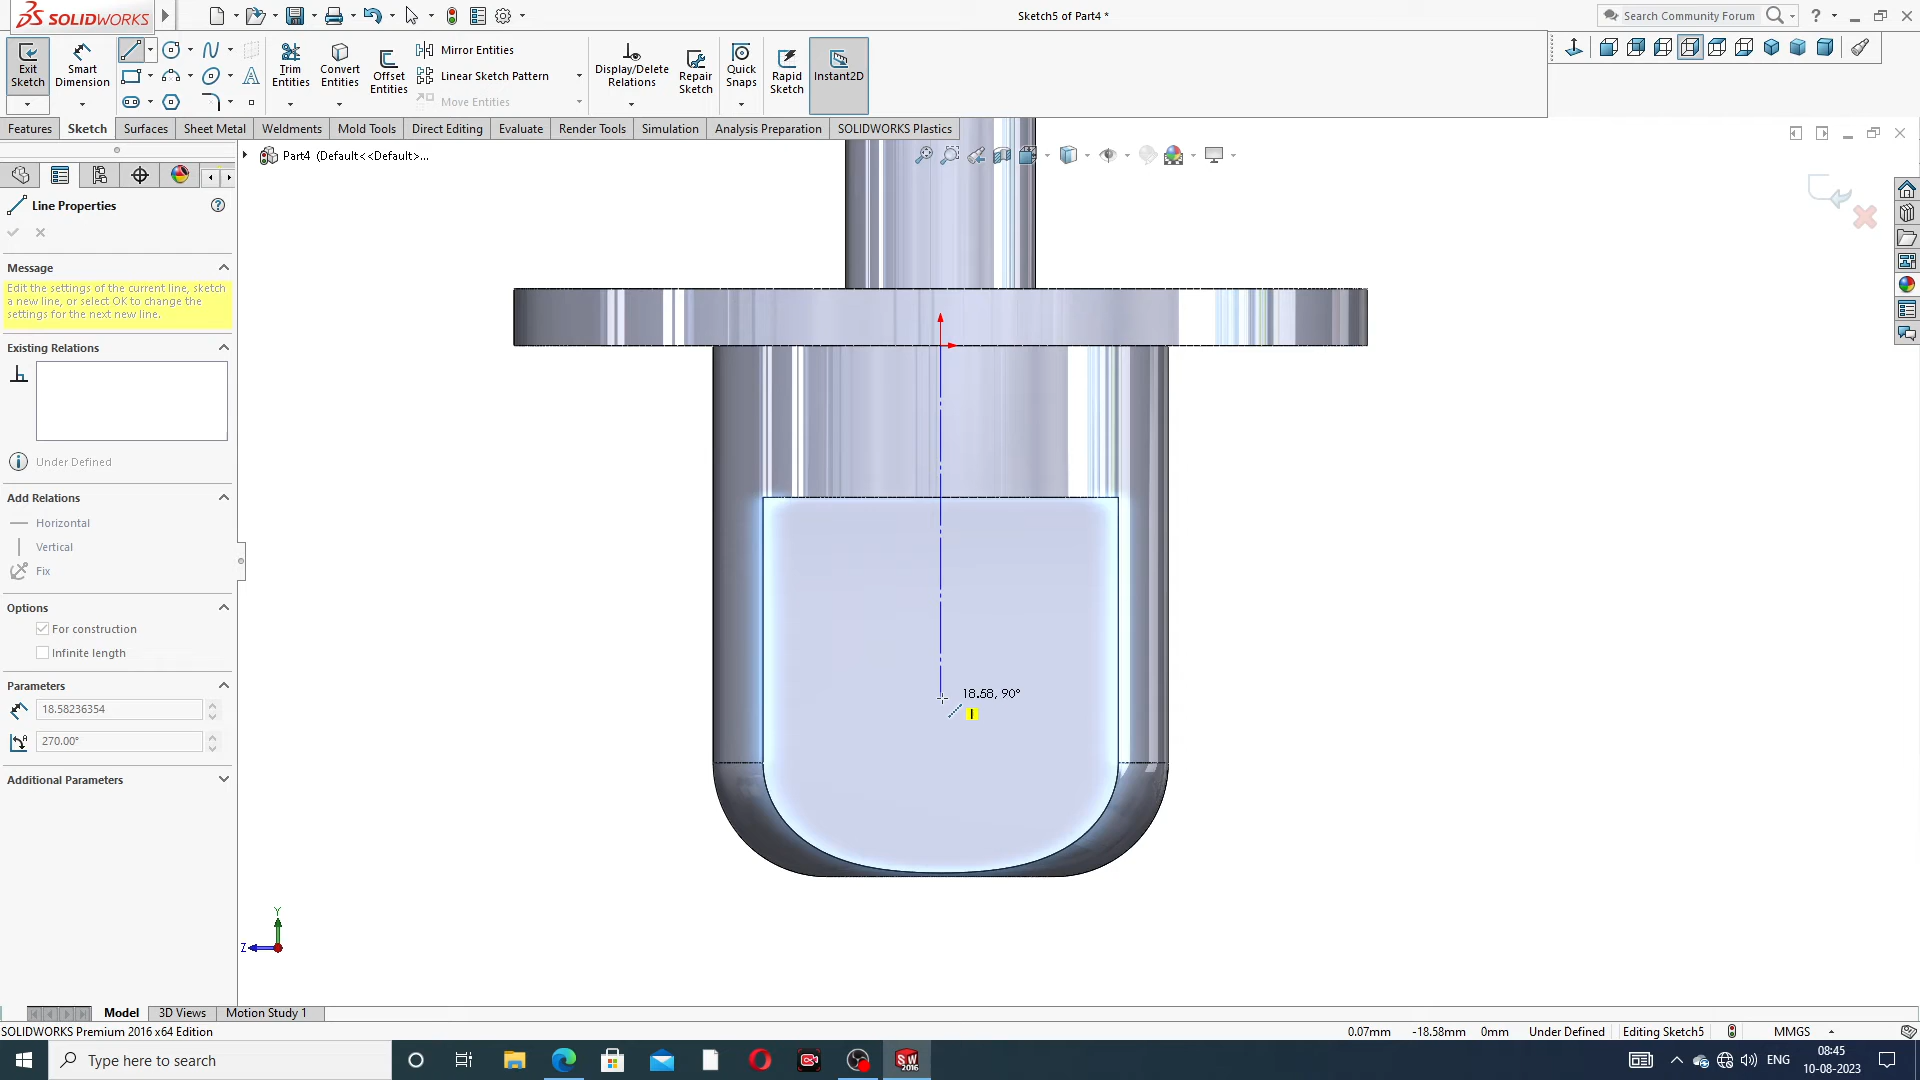 SOLIDWORKS
Sketch5 of Part4 *
Search Community Forum
Exit Sketch
Smart Dimension
Trim Entities
Convert Entities
Offset Entities
Mirror Entities
Linear Sketch Pattern
Move Entities
Display/Delete Relations
Repair Sketch
Quick Snaps
Rapid Sketch
Instant2D
Features
Sketch
Surfaces
Sheet Metal
Weldments
Mold Tools
Direct Editing
Evaluate
Render Tools
Simulation
Analysis Preparation
SOLIDWORKS Plastics
Part4 (Default<<Default>...
Line Properties
Message
Edit the settings of the current line, sketch
a new line, or select OK to change the
settings for the next new line.
Existing Relations
Under Defined
Add Relations
Horizontal
Vertical
Fix
Options
For construction
Infinite length
Parameters
18.58236354
270.00°
Additional Parameters
18.58, 90°
Y
Z
Model
3D Views
Motion Study 1
SOLIDWORKS Premium 2016 x64 Edition
0.07mm
-18.58mm
0mm
Under Defined
Editing Sketch5
MMGS
Type here to search
SW
2016
ENG
08:45
10-08-2023